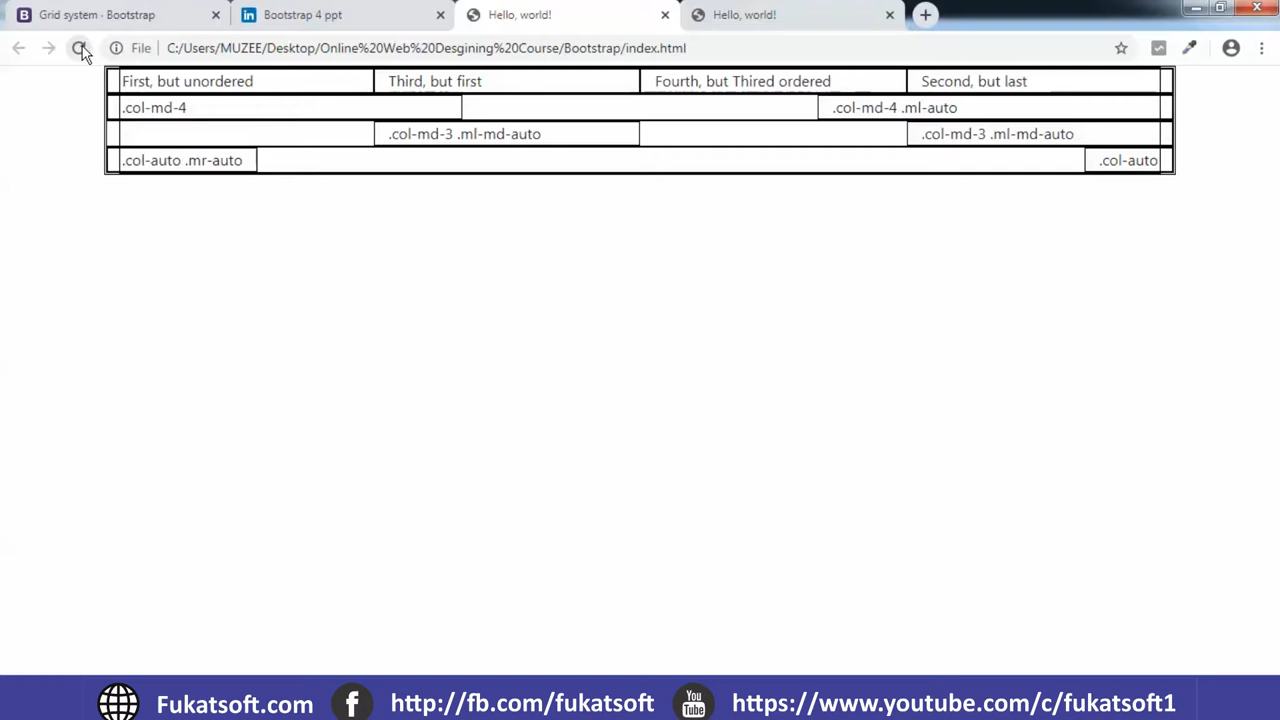 Grid system · Bootstrap
Bootstrap 4 ppt
Hello, world!
Hello, world!
File
C:/Users/MUZEE/Desktop/Online%20Web%20Desgining%20Course/Bootstrap/index.html
First, but unordered
Third, but first
Fourth, but Thired ordered
Second, but last
.col-md-4
.col-md-4 .ml-auto
.col-md-3 .ml-md-auto
.col-md-3 .ml-md-auto
.col-auto .mr-auto
.col-auto
Fukatsoft.com
http://fb.com/fukatsoft
You Tube
https://www.youtube.com/c/fukatsoft1